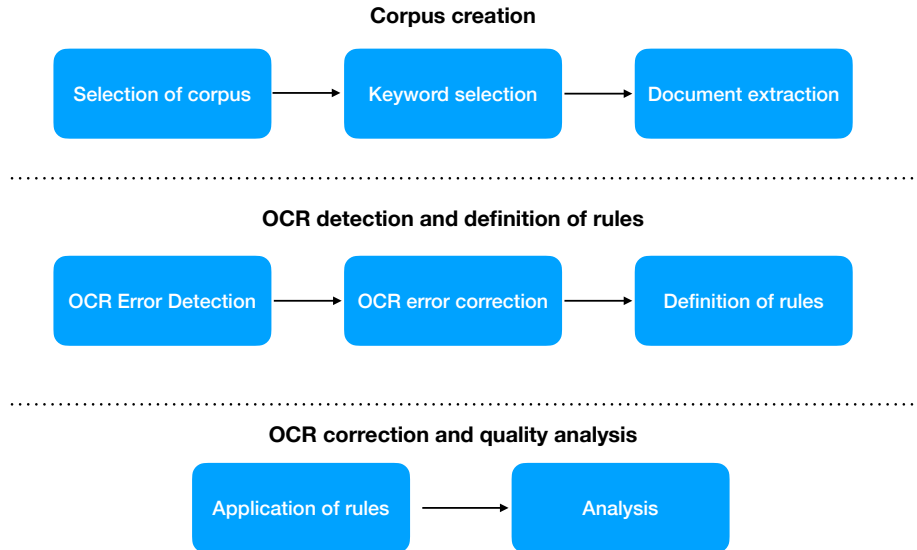 Corpus creation
Selection of corpus
Keyword selection
Document extraction
OCR detection and definition of rules
OCR Error Detection
OCR error correction
Definition of rules
OCR correction and quality analysis
Application of rules
Analysis